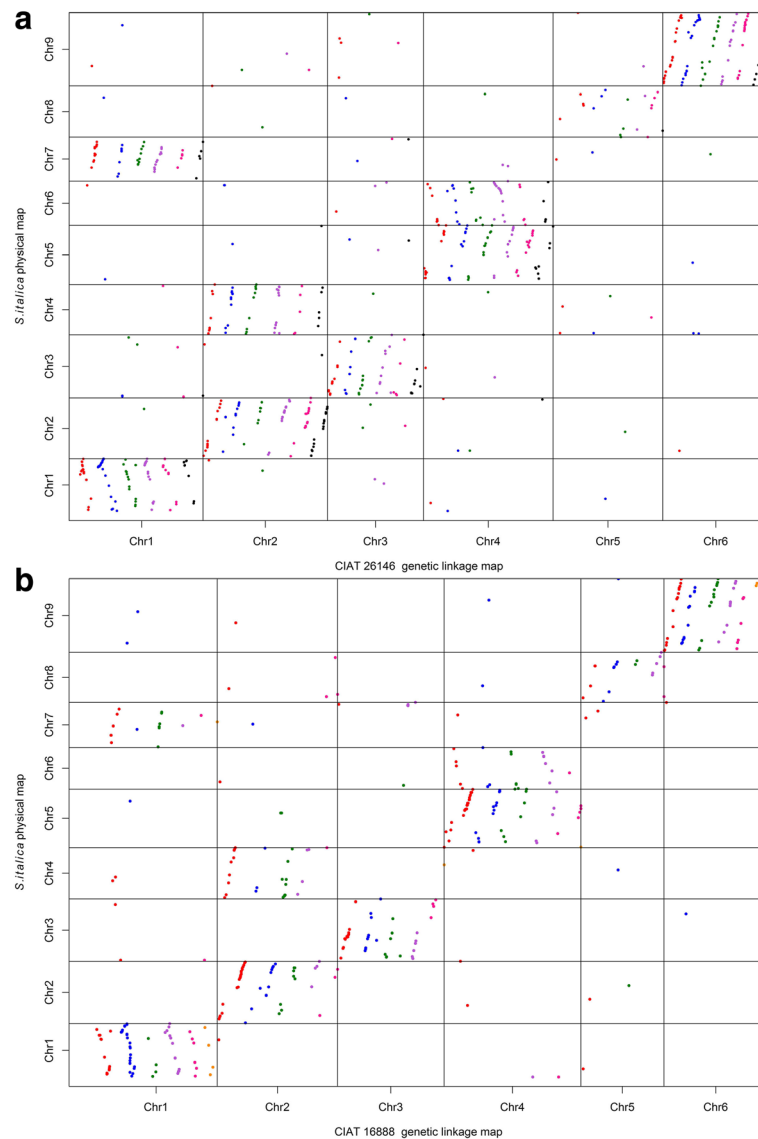 a
Chr9
Chr8
Chr7
Chr6
Chr5
Chr4
Chr3
Chr2
Chr1
S.italica physical map
Chr1 Chr2 Chr3 Chr4 Chr5 Chr6
CIAT 26146 genetic linkage map
b
Chr9
Chr8
Chr7
Chr6
Chr5
Chr4
Chr3
Chr2
Chr1
S.italica physical map
Chr1 Chr2 Chr3 Chr4 Chr5 Chr6
CIAT 16888 genetic linkage map